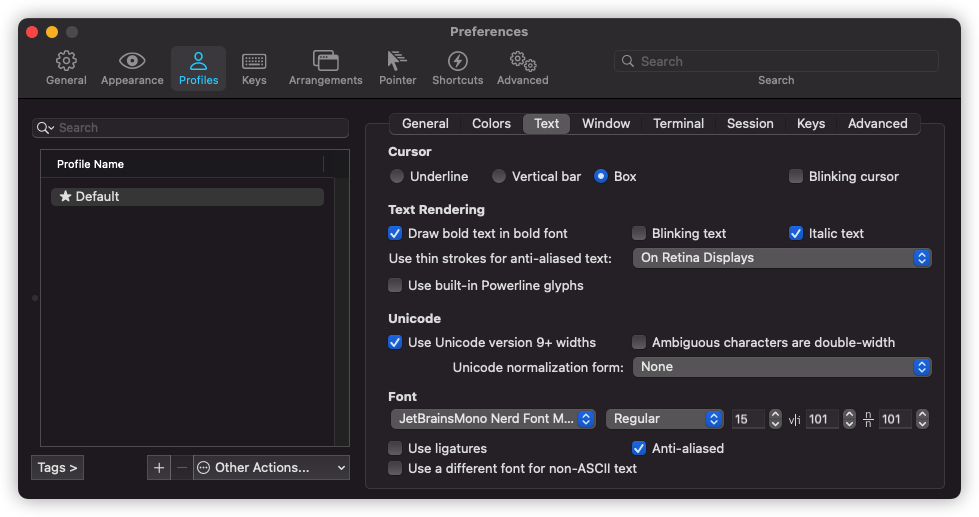 Preferences
General Appearance Profiles Keys Arrangements Pointer Shortcuts Advanced
Search
Search
Search
Profile Name
Default
Tags >
+ − Other Actions...
General Colors Text Window Terminal Session Keys Advanced
Cursor
Underline Vertical bar Box Blinking cursor
Text Rendering
Draw bold text in bold font Blinking text Italic text
Use thin strokes for anti-aliased text: On Retina Displays
Use built-in Powerline glyphs
Unicode
Use Unicode version 9+ widths Ambiguous characters are double-width
Unicode normalization form: None
Font
JetBrainsMono Nerd Font M... Regular 15 v|i 101 n/n 101
Use ligatures Anti-aliased
Use a different font for non-ASCII text